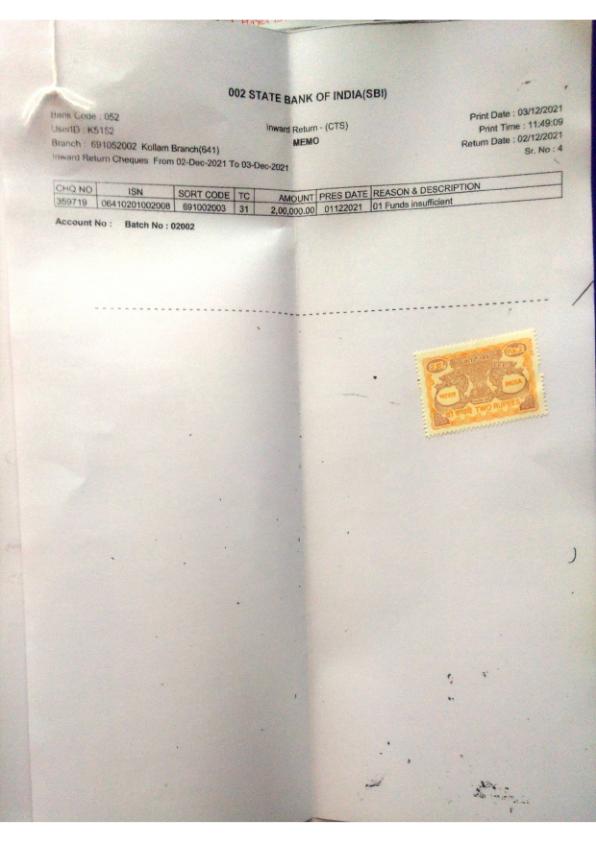 002 STATE BANK OF INDIA(SBI)
Bank Code : 052
UserID : K5152
Branch : 691052002 Kollam Branch(641)
Inward Return Cheques From 02-Dec-2021 To 03-Dec-2021
Inward Return - (CTS)
MEMO
Print Date : 03/12/2021
Print Time : 11:49:09
Return Date : 02/12/2021
Sr. No : 4
CHQ NO ISN SORT CODE TC AMOUNT PRES DATE REASON & DESCRIPTION
359719 06410201002008 691002003 31 2,00,000.00 01122021 01 Funds insufficient
Account No : Batch No : 02002
भारत INDIA
TWO RUPEES